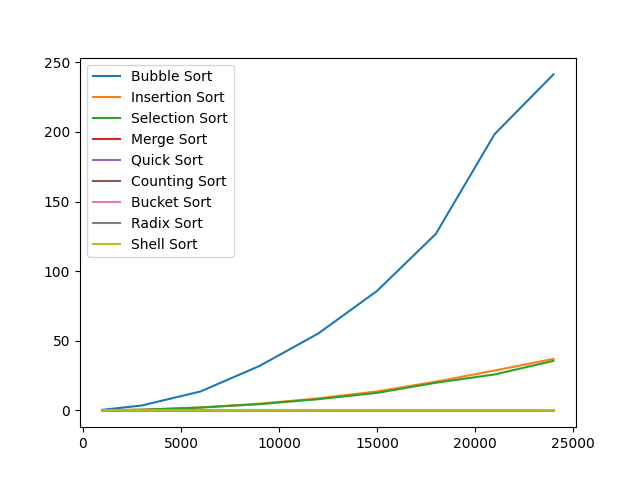 250
200
150
100
50
0
Bubble Sort
Insertion Sort
Selection Sort
Merge Sort
Quick Sort
Counting Sort
Bucket Sort
Radix Sort
Shell Sort
0 5000 10000 15000 20000 25000